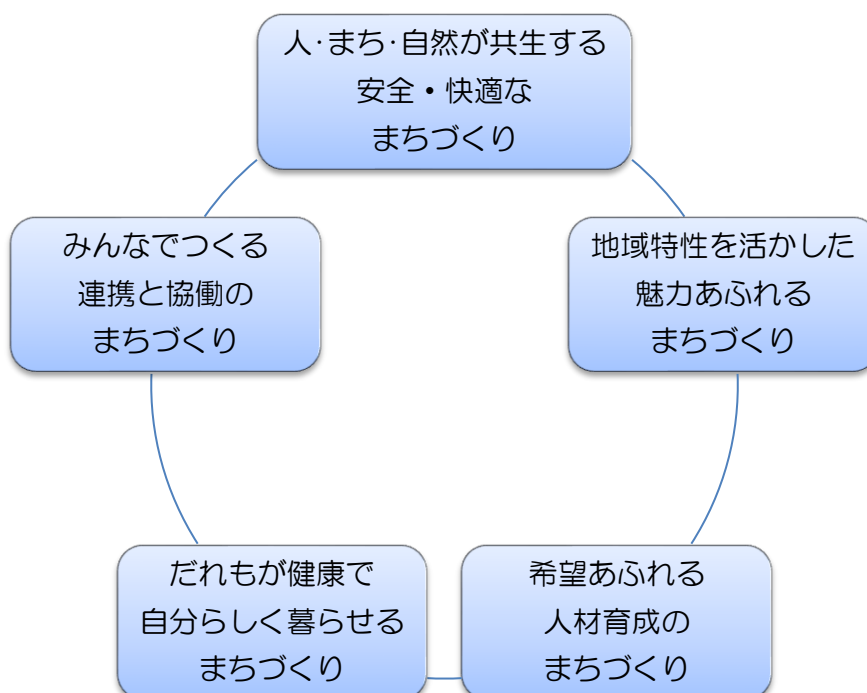 人･まち･自然が共生する
安全・快適な
まちづくり
みんなでつくる
連携と協働の
まちづくり
地域特性を活かした
魅力あふれる
まちづくり
だれもが健康で
自分らしく暮らせる
まちづくり
希望あふれる
人材育成の
まちづくり